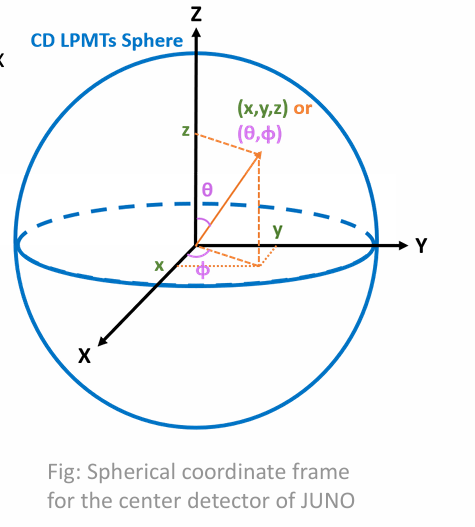 Z
CD LPMTs Sphere
x
(x,y,z) or
z
(θ,ϕ)
θ
y
Y
x
ϕ
X
Fig: Spherical coordinate frame
for the center detector of JUNO